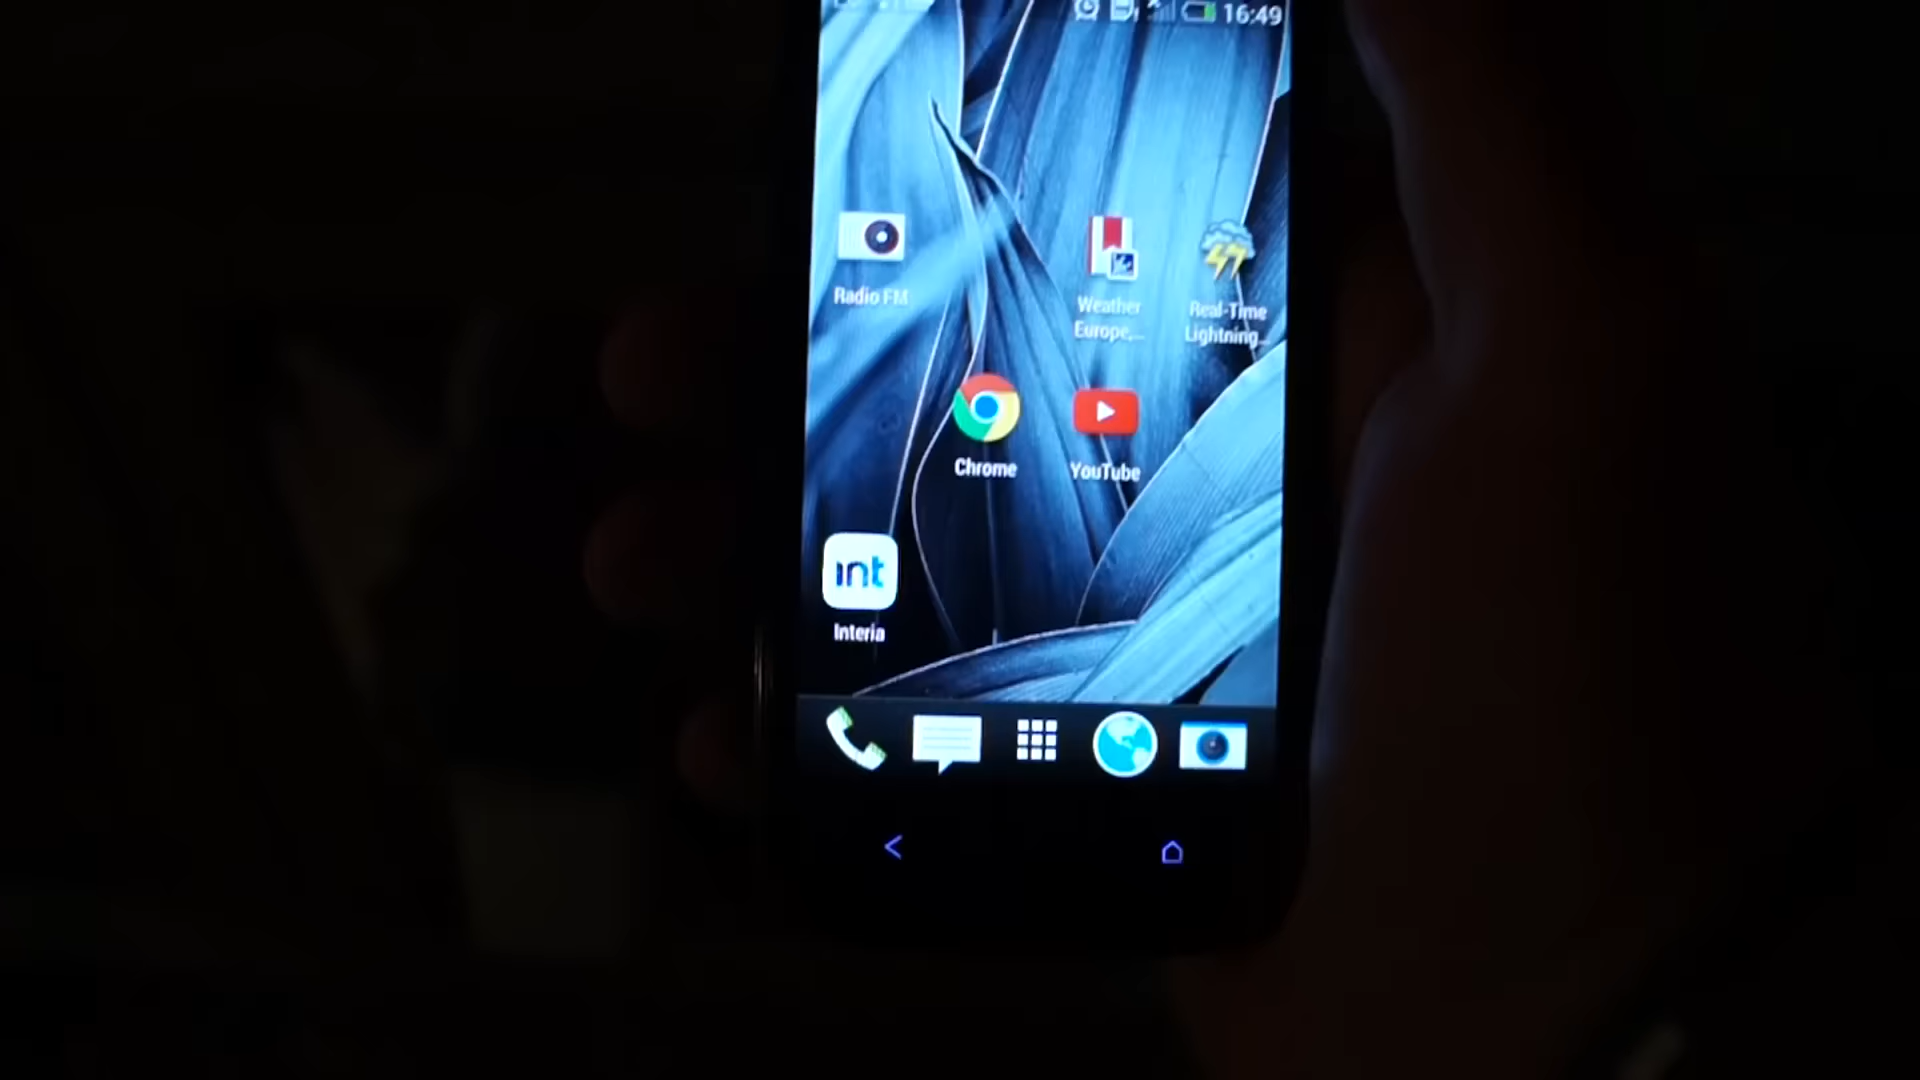 16:49
Radio FM
Weather
Europe,...
Real-Time
Lightning...
Chrome
YouTube
int
Interia